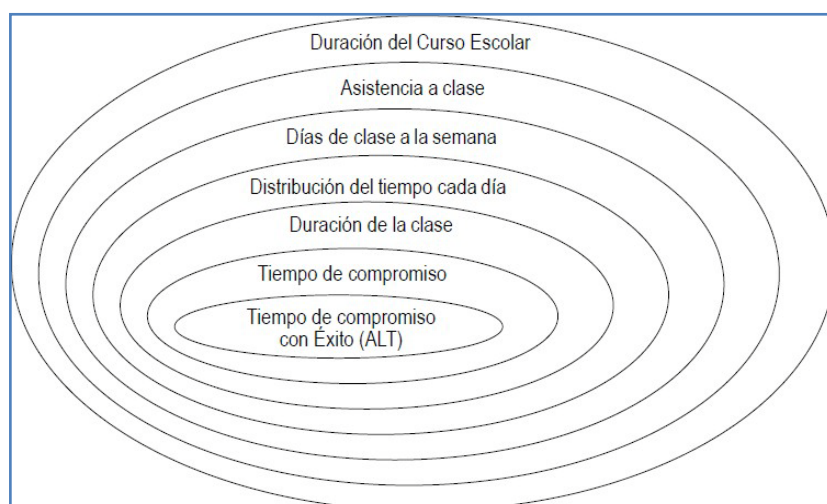 Duración del Curso Escolar
Asistencia a clase
Días de clase a la semana
Distribución del tiempo cada día
Duración de la clase
Tiempo de compromiso
Tiempo de compromiso
con Éxito (ALT)